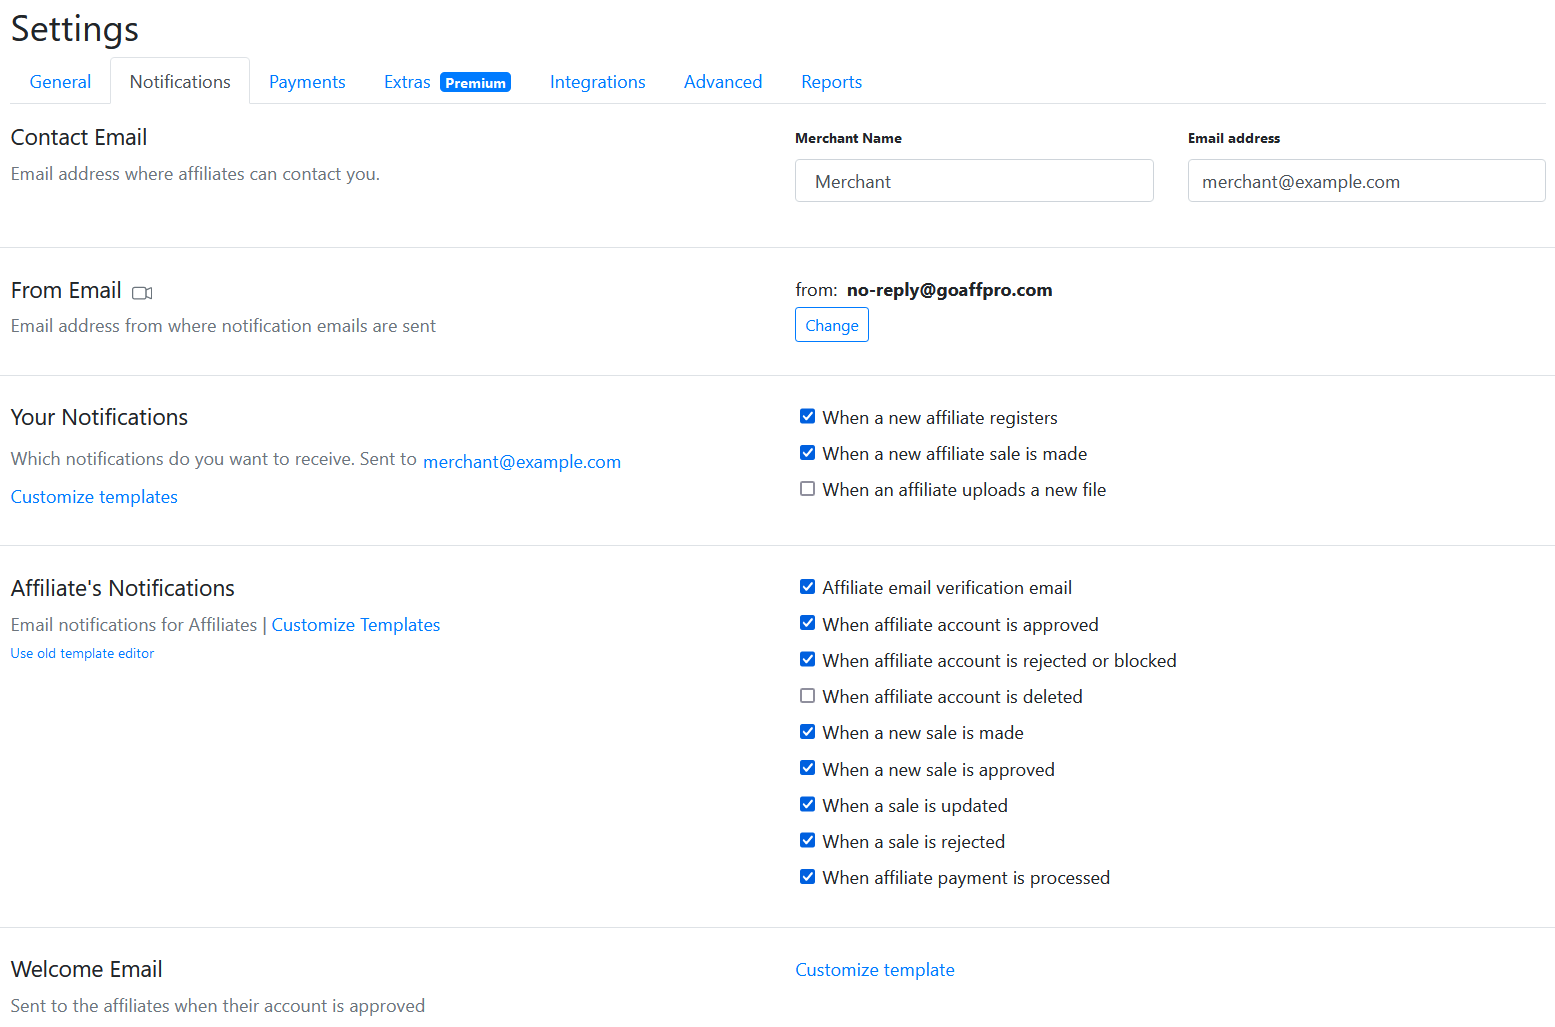 Settings
General Notifications Payments Extras Premium Integrations Advanced Reports
Contact Email
Email address where affiliates can contact you.
Merchant Name
Merchant
Email address
merchant@example.com
From Email
Email address from where notification emails are sent
from: no-reply@goaffpro.com
Change
Your Notifications
Which notifications do you want to receive. Sent to merchant@example.com
Customize templates
When a new affiliate registers
When a new affiliate sale is made
When an affiliate uploads a new file
Affiliate's Notifications
Email notifications for Affiliates | Customize Templates
Use old template editor
Affiliate email verification email
When affiliate account is approved
When affiliate account is rejected or blocked
When affiliate account is deleted
When a new sale is made
When a new sale is approved
When a sale is updated
When a sale is rejected
When affiliate payment is processed
Welcome Email
Sent to the affiliates when their account is approved
Customize template